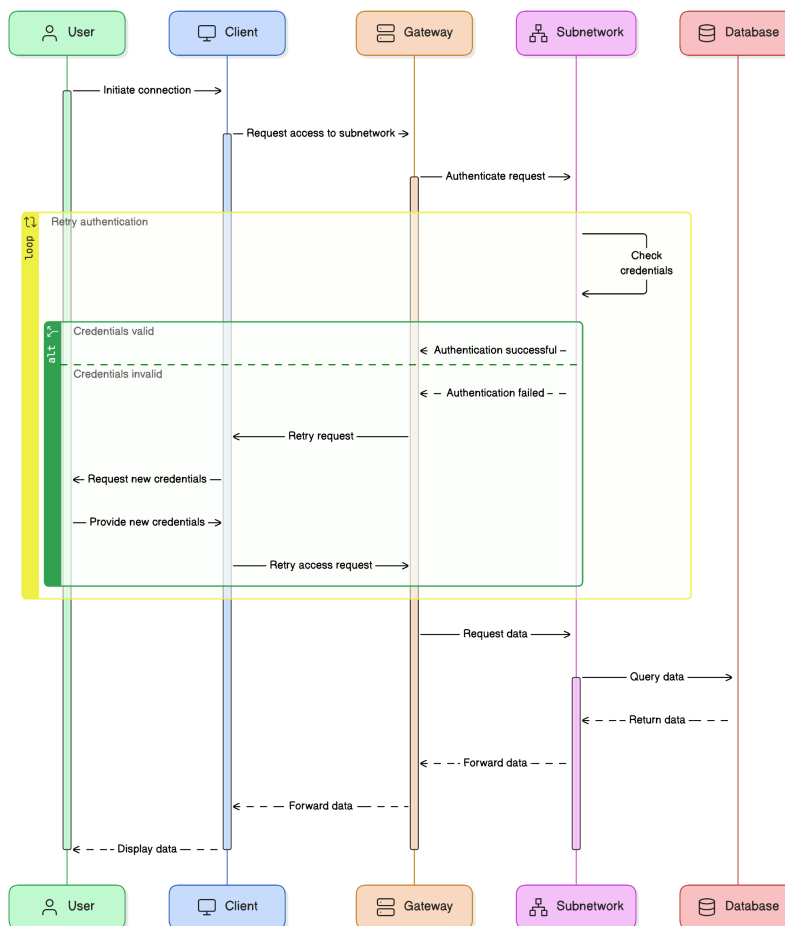 User
Client
Gateway
Subnetwork
Database
Initiate connection
Request access to subnetwork
Authenticate request
loop
Retry authentication
Check
credentials
alt
Credentials valid
Authentication successful
Credentials invalid
Authentication failed
Retry request
Request new credentials
Provide new credentials
Retry access request
Request data
Query data
Return data
Forward data
Forward data
Display data
User
Client
Gateway
Subnetwork
Database